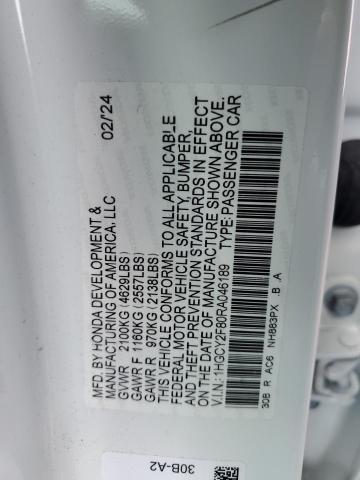 MFD. BY HONDA DEVELOPMENT &
MANUFACTURING OF AMERICA, LLC 02/'24
GVWR 2100KG (4629LBS)
GAWR F 1160KG (2557LBS)
GAWR R 970KG (2138LBS)
THIS VEHICLE CONFORMS TO ALL APPLICABLE
FEDERAL MOTOR VEHICLE SAFETY, BUMPER,
& THEFT PREVENTION STANDARDS IN EFFECT
ON THE DATE OF MANUFACTURE SHOWN ABOVE.
V.I.N.: 1HGCY2F80RA046189 TYPE: PASSENGER CAR
30B R AC6 NH883PX .B .A
30B-A2